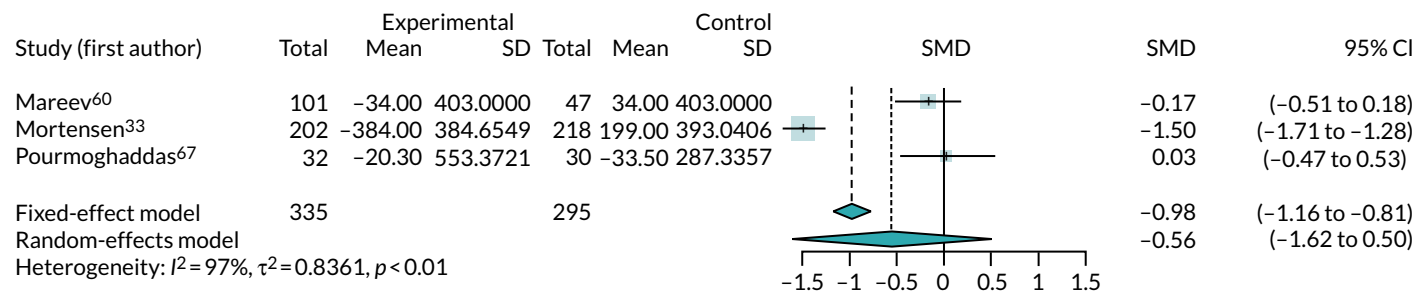 Experimental Control
Study (first author) Total Mean SD Total Mean SD SMD SMD 95% CI
Mareev60 101 −34.00 403.0000 47 34.00 403.0000 −0.17 (−0.51 to 0.18)
Mortensen33 202 −384.00 384.6549 218 199.00 393.0406 −1.50 (−1.71 to −1.28)
Pourmoghaddas67 32 −20.30 553.3721 30 −33.50 287.3357 0.03 (−0.47 to 0.53)
Fixed-effect model 335 295 −0.98 (−1.16 to −0.81)
Random-effects model −0.56 (−1.62 to 0.50)
Heterogeneity: I2=97%, τ2=0.8361, p<0.01
−1.5 −1 −0.5 0 0.5 1 1.5